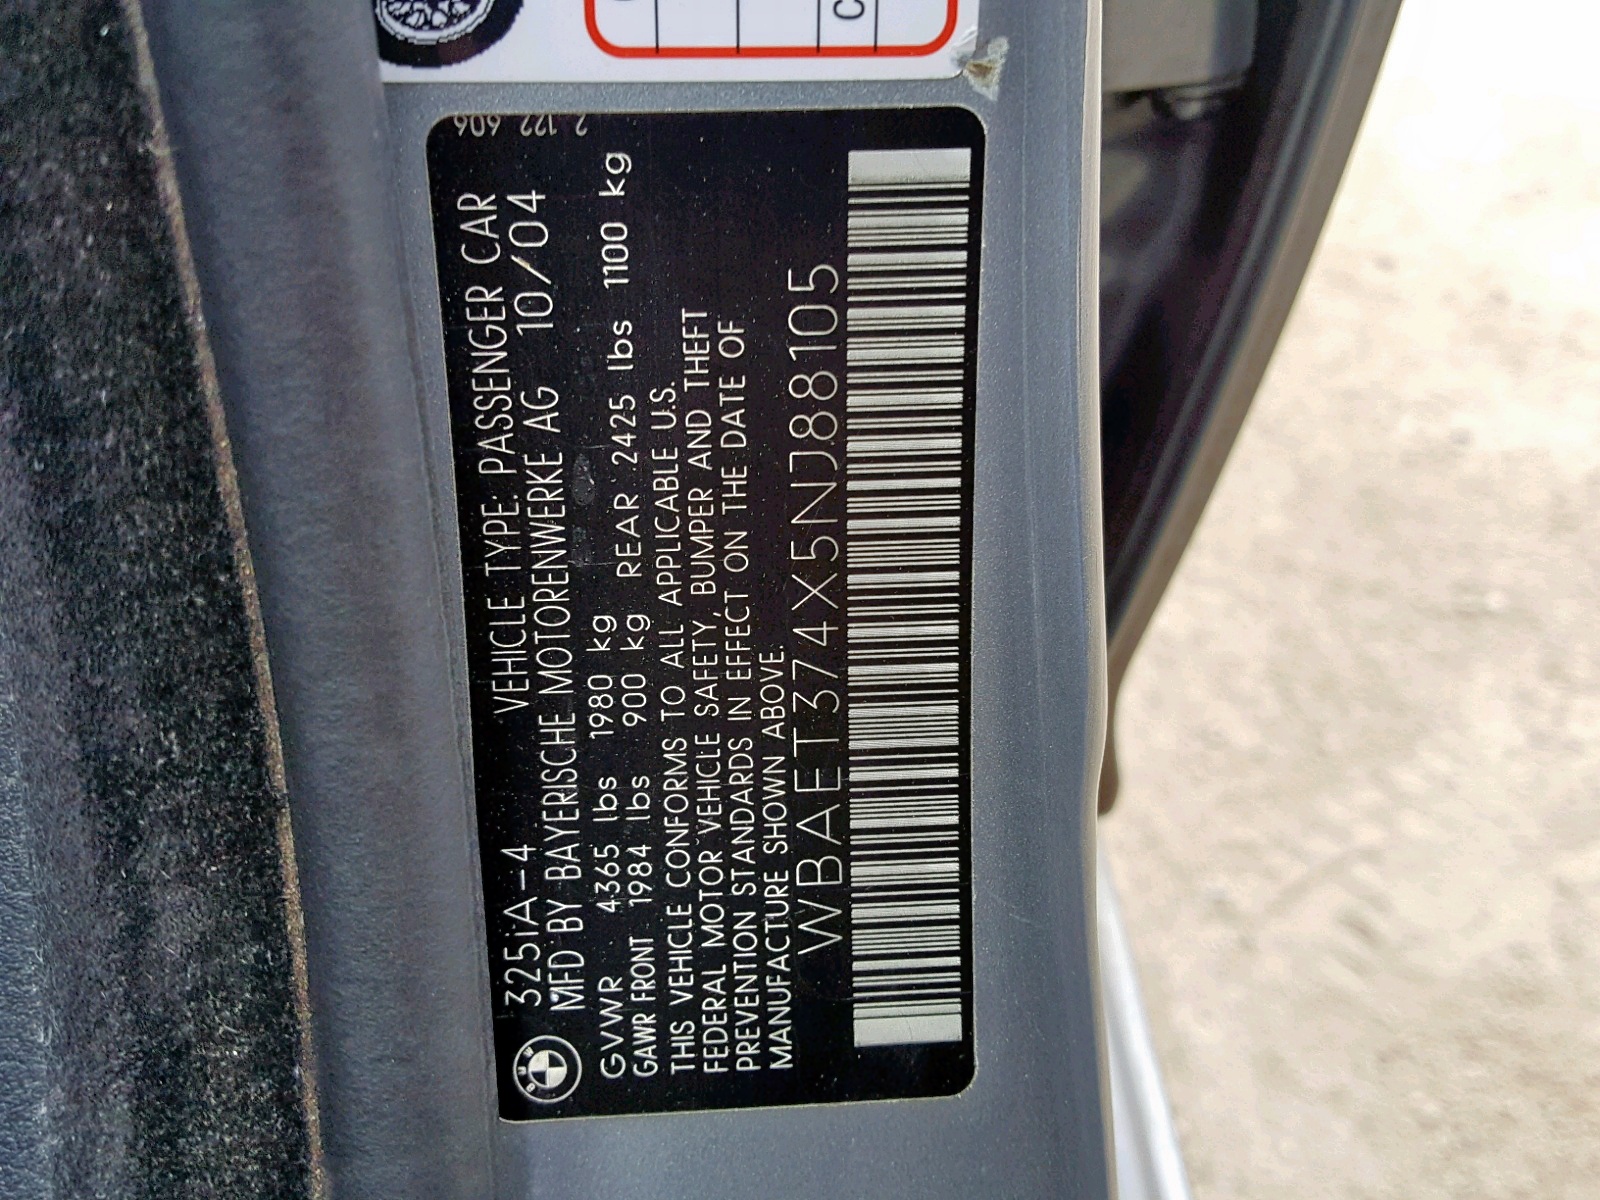 325iA-4 VEHICLE TYPE: PASSENGER CAR
MFD BY BAYERISCHE MOTORENWERKE AG 10/04
GVWR 4365 lbs 1980 kg
GAWR FRONT 1984 lbs 900 kg REAR 2425 lbs 1100 kg
THIS VEHICLE CONFORMS TO ALL APPLICABLE U.S.
FEDERAL MOTOR VEHICLE SAFETY, BUMPER AND THEFT
PREVENTION STANDARDS IN EFFECT ON THE DATE OF
MANUFACTURE SHOWN ABOVE.
WBAET374X5NJ88105
2 122 606
BMW